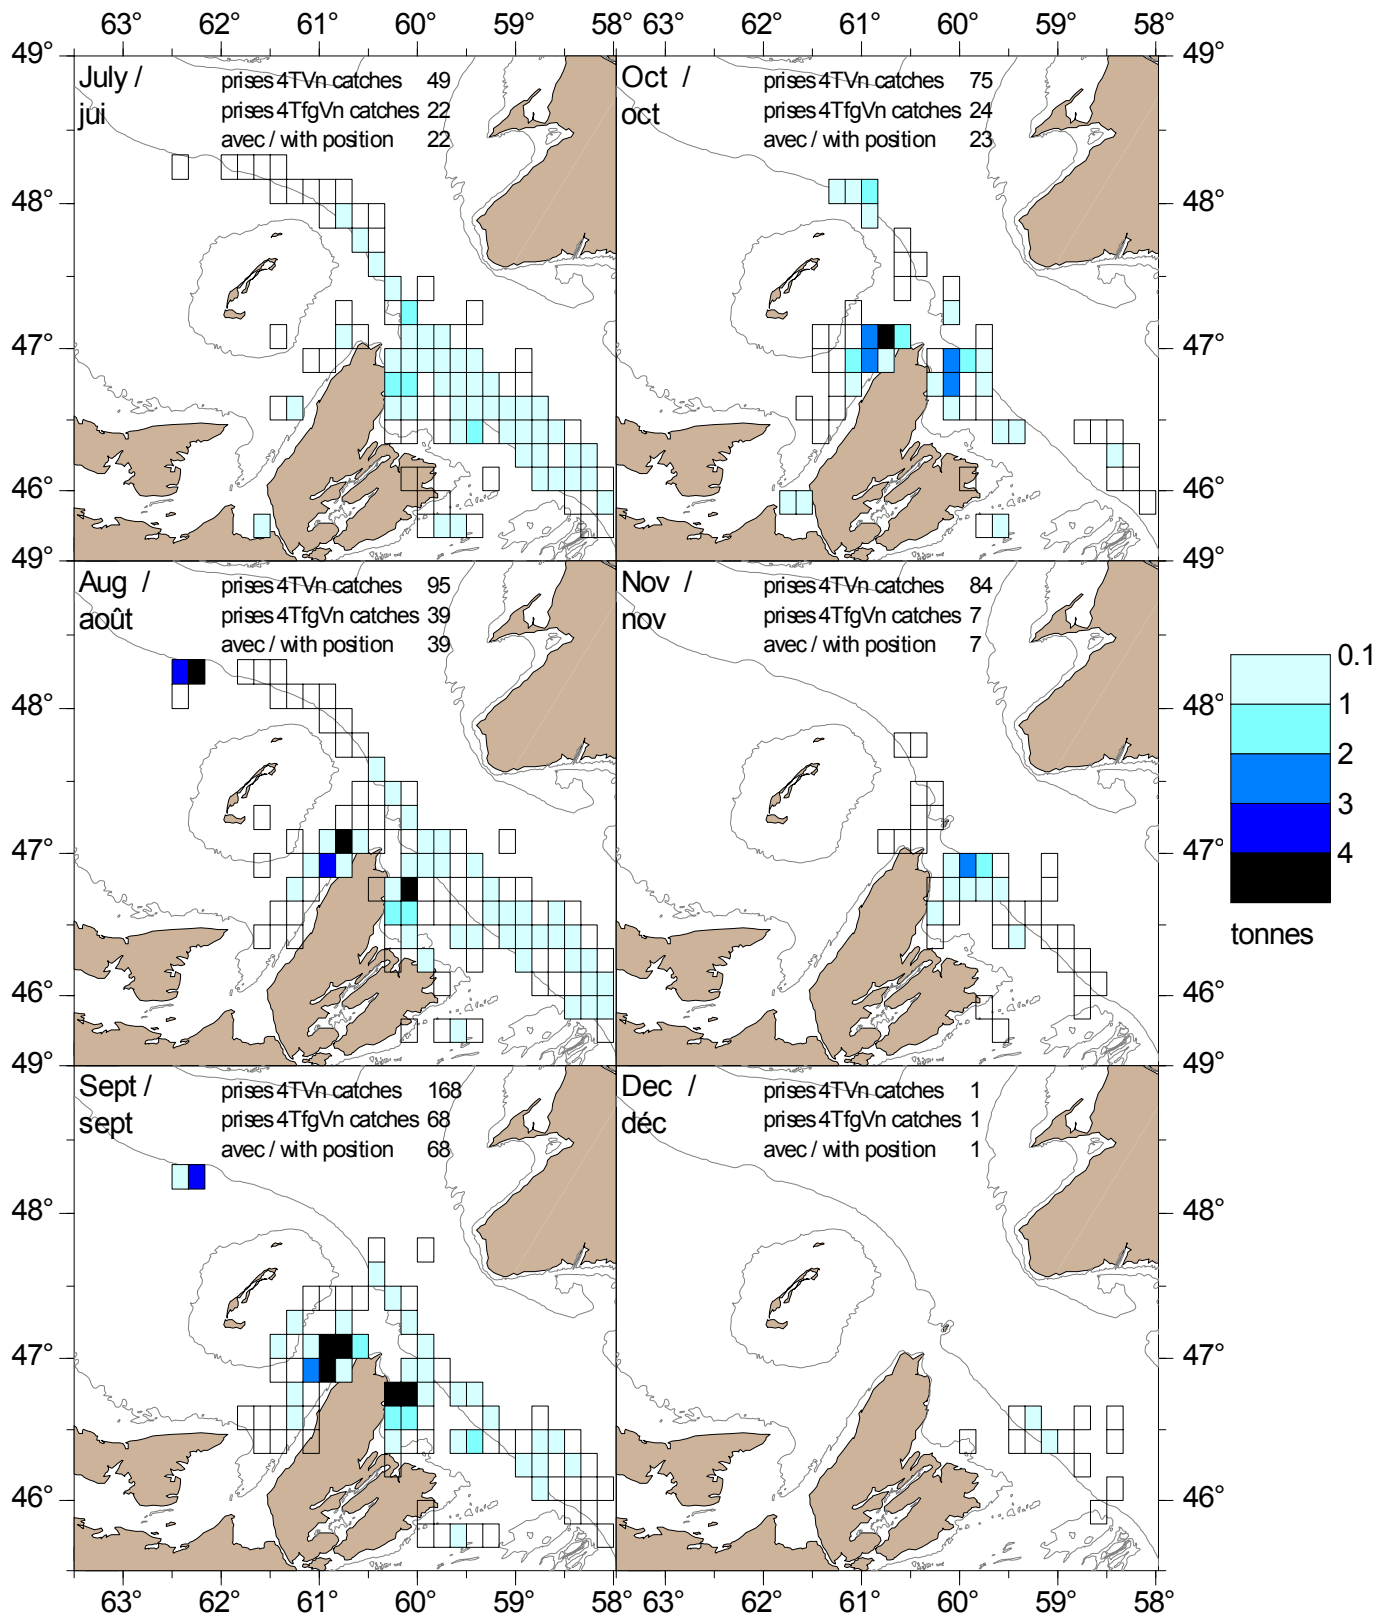 63° 62° 61° 60° 59° 58° 63° 62° 61° 60° 59° 58°
49° 49°
July / jui
prises 4TVn catches 49
prises 4TfgVn catches 22
avec / with position 22
Oct / oct
prises 4TVn catches 75
prises 4TfgVn catches 24
avec / with position 23
48° 48°
47° 47°
46° 46°
49° 49°
Aug / août
prises 4TVn catches 95
prises 4TfgVn catches 39
avec / with position 39
Nov / nov
prises 4TVn catches 84
prises 4TfgVn catches 7
avec / with position 7
48° 48°
47° 47°
46° 46°
49° 49°
0.1
1
2
3
4
tonnes
Sept / sept
prises 4TVn catches 168
prises 4TfgVn catches 68
avec / with position 68
Dec / déc
prises 4TVn catches 1
prises 4TfgVn catches 1
avec / with position 1
48° 48°
47° 47°
46° 46°
63° 62° 61° 60° 59° 58° 63° 62° 61° 60° 59° 58°